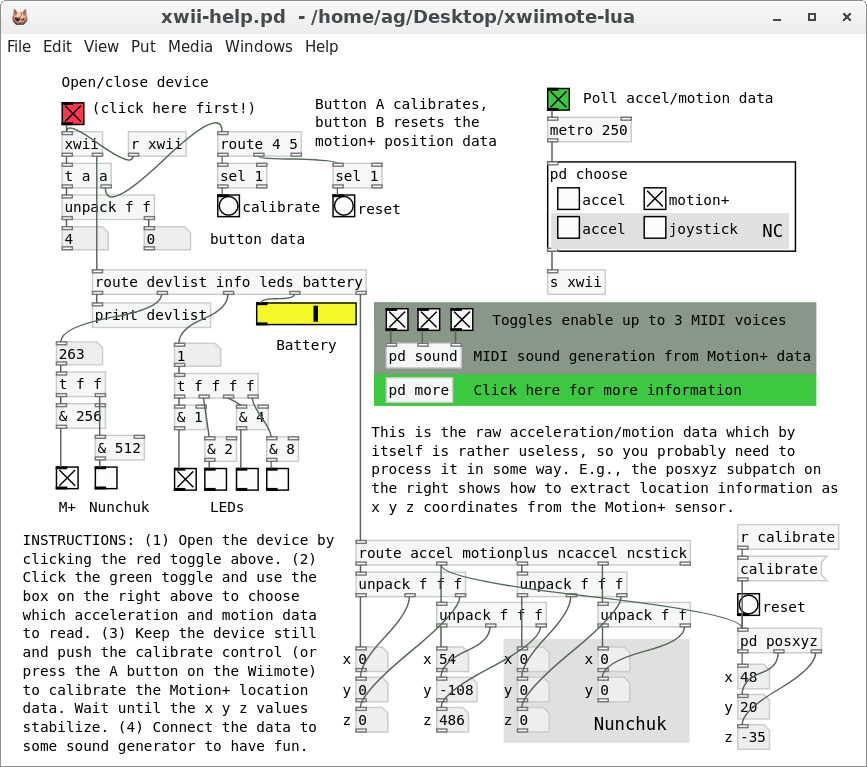 xwii-help.pd  - /home/ag/Desktop/xwiimote-lua
File Edit View Put Media Windows Help
Open/close device
(click here first!)
xwii
r xwii
t a a
unpack f f
4
0
button data
route 4 5
sel 1
sel 1
calibrate
reset
Button A calibrates,
button B resets the
motion+ position data
Poll accel/motion data
metro 250
pd choose
accel
motion+
accel
joystick
NC
s xwii
route devlist info leds battery
print devlist
Battery
263
t f f
& 256
& 512
M+ Nunchuk
1
t f f f f
& 1
& 4
& 2
& 8
LEDs
Toggles enable up to 3 MIDI voices
pd sound
MIDI sound generation from Motion+ data
pd more
Click here for more information
This is the raw acceleration/motion data which by
itself is rather useless, so you probably need to
process it in some way. E.g., the posxyz subpatch on
the right shows how to extract location information as
x y z coordinates from the Motion+ sensor.
INSTRUCTIONS: (1) Open the device by
clicking the red toggle above. (2)
Click the green toggle and use the
box on the right above to choose
which acceleration and motion data
to read. (3) Keep the device still
and push the calibrate control (or
press the A button on the Wiimote)
to calibrate the Motion+ location
data. Wait until the x y z values
stabilize. (4) Connect the data to
some sound generator to have fun.
route accel motionplus ncaccel ncstick
unpack f f f
unpack f f f
unpack f f f
unpack f f
x 0
y 0
z 0
x 54
y -108
z 486
x 0
y 0
z 0
x 0
y 0
Nunchuk
r calibrate
calibrate
reset
pd posxyz
x 48
y 20
z -35